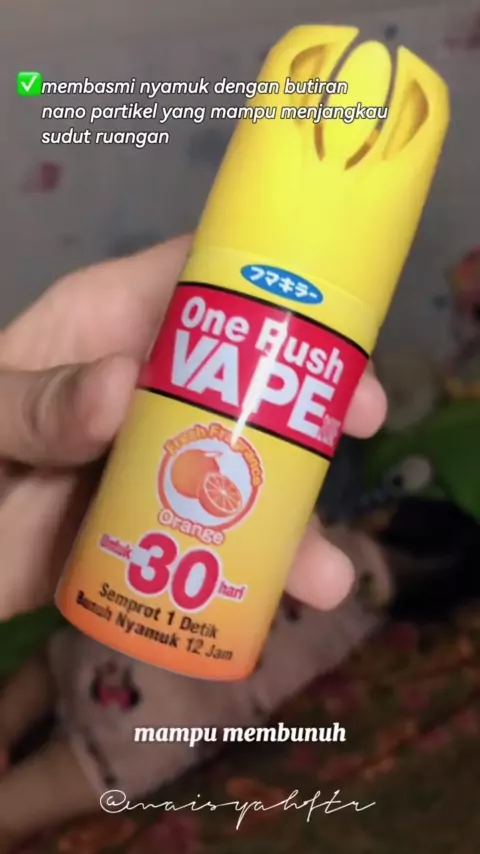 ✅membasmi nyamuk dengan butiran
nano partikel yang mampu menjangkau
sudut ruangan
フマキラー
One Push
VAPE
Fresh Fragrance
Orange
Untuk
30
hari
Semprot 1 Detik
Bunuh Nyamuk 12 Jam
mampu membunuh
@naisyahftr